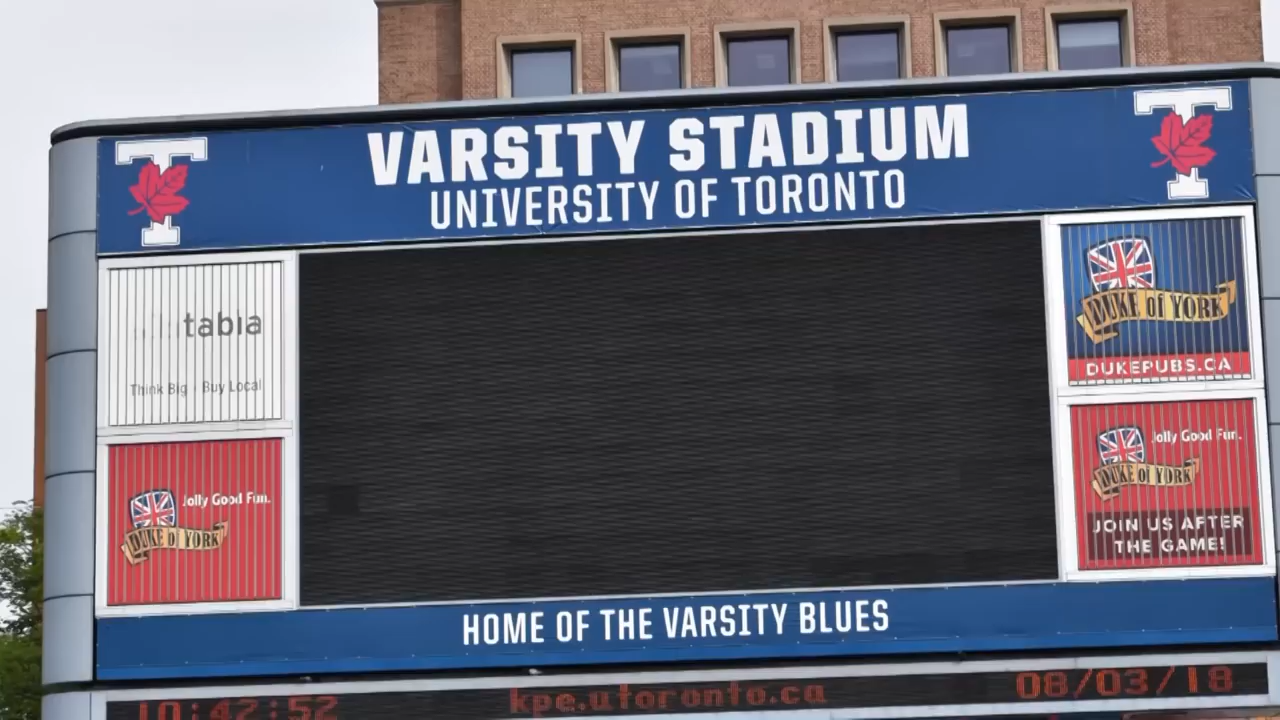 VARSITY STADIUM
UNIVERSITY OF TORONTO
tabia
Think Big Buy Local
Jolly Good Fun.
DUKE of YORK
DUKE of YORK
DUKEPUBS.CA
Jolly Good Fun.
DUKE of YORK
JOIN US AFTER
THE GAME!
HOME OF THE VARSITY BLUES
10:42:52
kpe.utoronto.ca
08/03/18